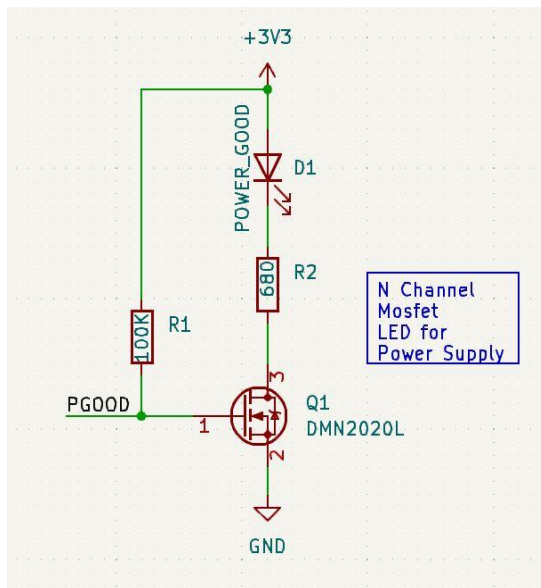 +3V3
POWER_GOOD
D1
680
R2
N Channel
Mosfet
LED for
Power Supply
100K
R1
3
PGOOD
1
Q1
DMN2020L
2
GND